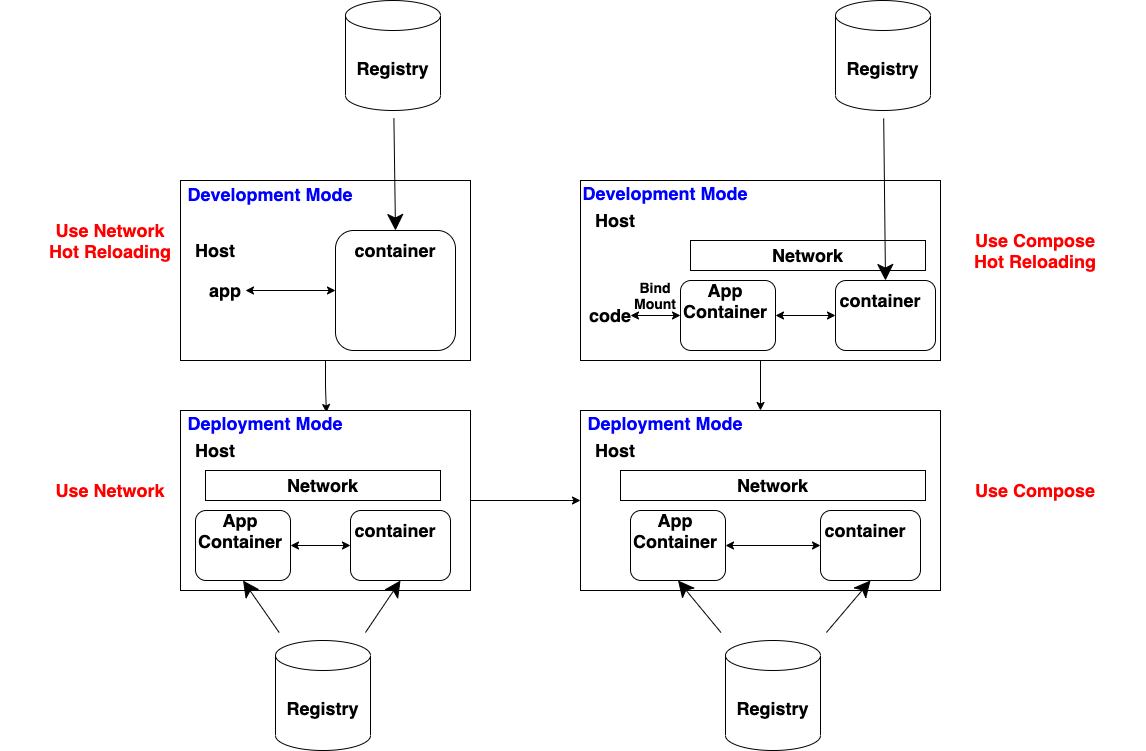 Registry
Registry
Development Mode
Use Network
Hot Reloading
Host
container
app
Development Mode
Host
Network
Bind
Mount
code
App
Container
container
Use Compose
Hot Reloading
Deployment Mode
Host
Use Network
Network
App
Container
container
Deployment Mode
Host
Network
Use Compose
App
Container
container
Registry
Registry